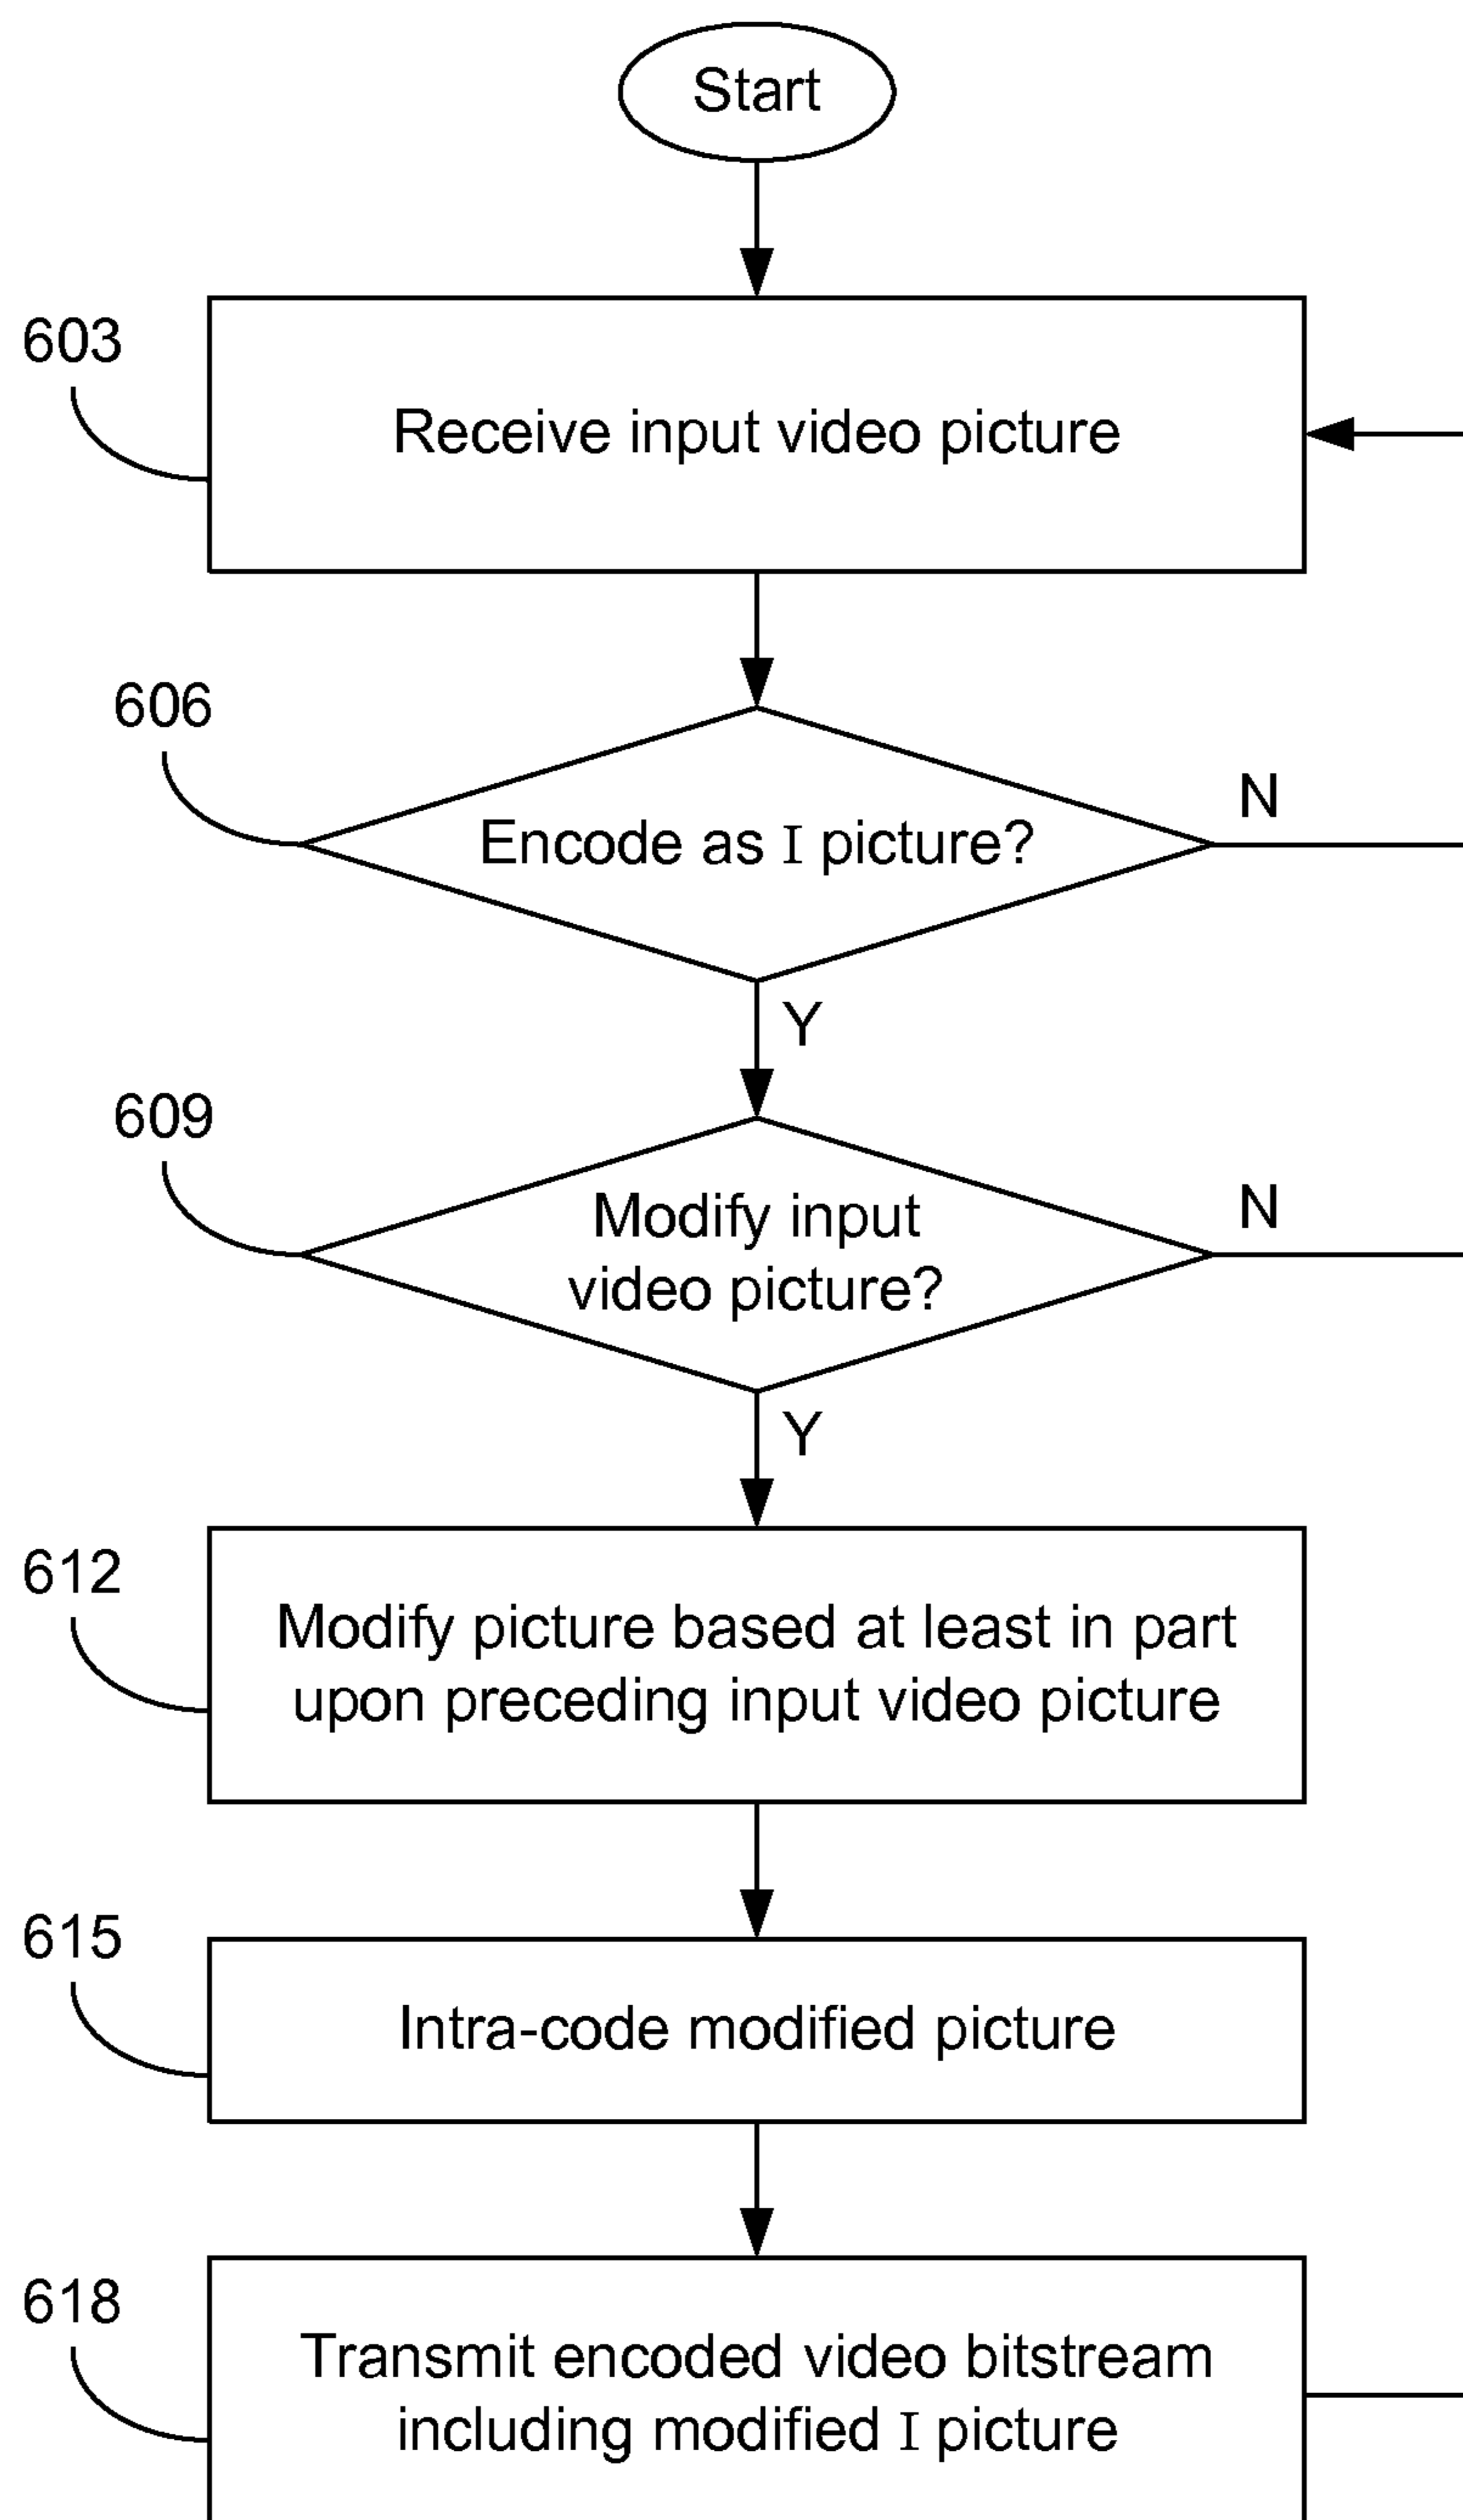 Start
603
Receive input video picture
606
N
Encode as I picture?
Y
609
N
Modify input
video picture?
Y
612
Modify picture based at least in part
upon preceding input video picture
615
Intra-code modified picture
618
Transmit encoded video bitstream
including modified I picture